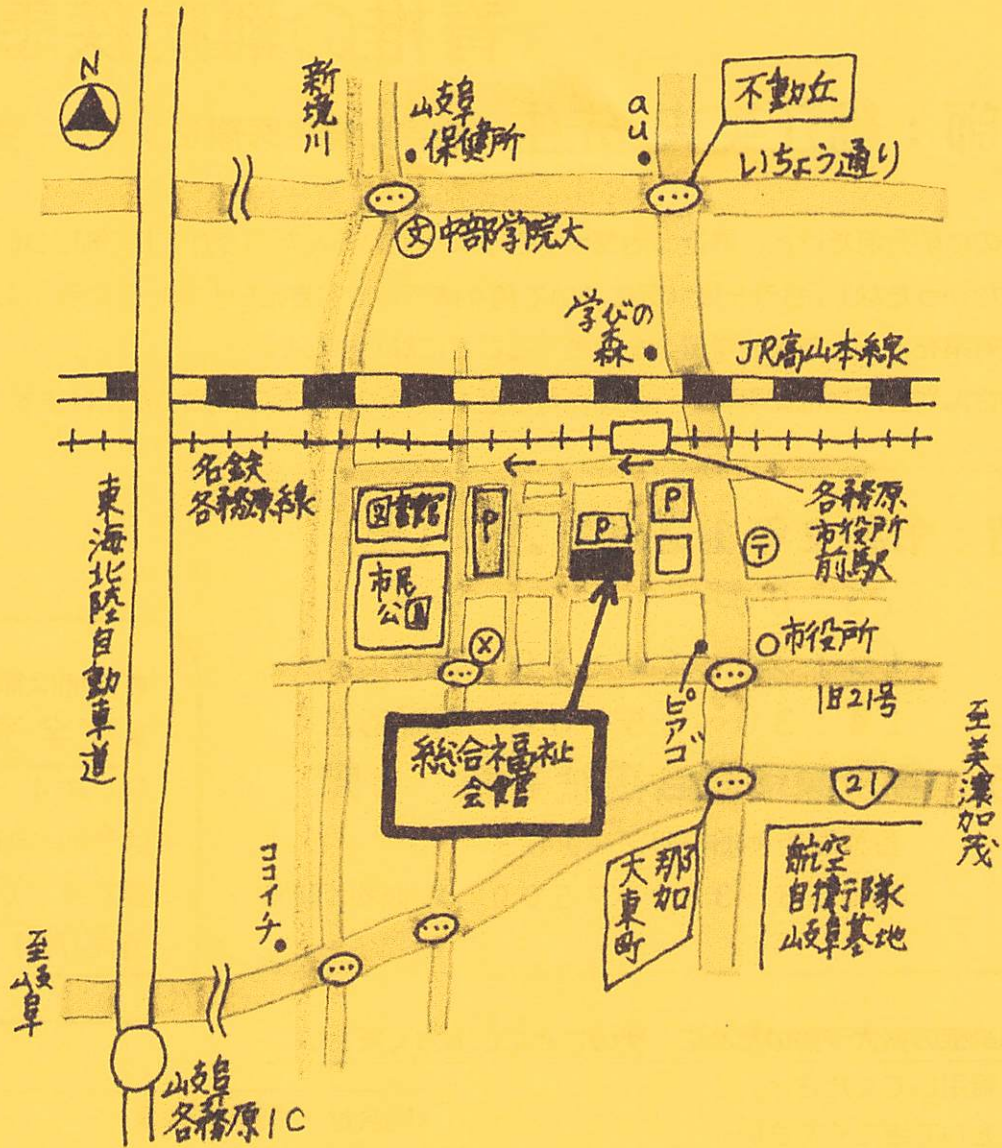 N
新境川
岐阜
保健所
au
不動丘
いちょう通り
文中部学院大
学びの
森
JR高山本線
名鉄
各務原線
東海北陸自動車道
図書館
P
P
P
各務原
市役所
前駅
〒
市民
公園
X
市役所
ピアゴ
旧21号
総合福祉
会館
21
至美濃加茂
ココイチ
那加
大東町
航空
自衛隊
岐阜基地
至岐阜
岐阜
各務原IC